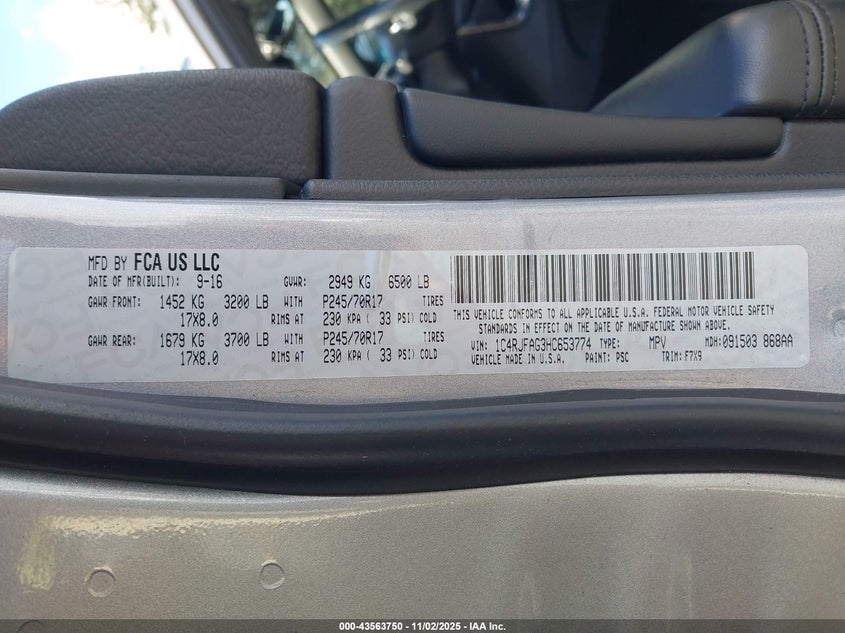 MFD BY FCA US LLC
DATE OF MFR(BUILT): 9-16 GVWR: 2949 KG 6500 LB
GAWR FRONT: 1452 KG 3200 LB WITH P245/70R17 TIRES
17X8.0 RIMS AT 230 KPA ( 33 PSI) COLD
GAWR REAR: 1679 KG 3700 LB WITH P245/70R17 TIRES
17X8.0 RIMS AT 230 KPA ( 33 PSI) COLD
THIS VEHICLE CONFORMS TO ALL APPLICABLE U.S.A. FEDERAL MOTOR VEHICLE SAFETY
STANDARDS IN EFFECT ON THE DATE OF MANUFACTURE SHOWN ABOVE.
VIN: 1C4RJFAG3HC653774 TYPE: MPV MDH:091503 868AA
VEHICLE MADE IN U.S.A. PAINT: PSC TRIM: F7X9
000-43563750 | 11/02/2025 | IAA Inc.